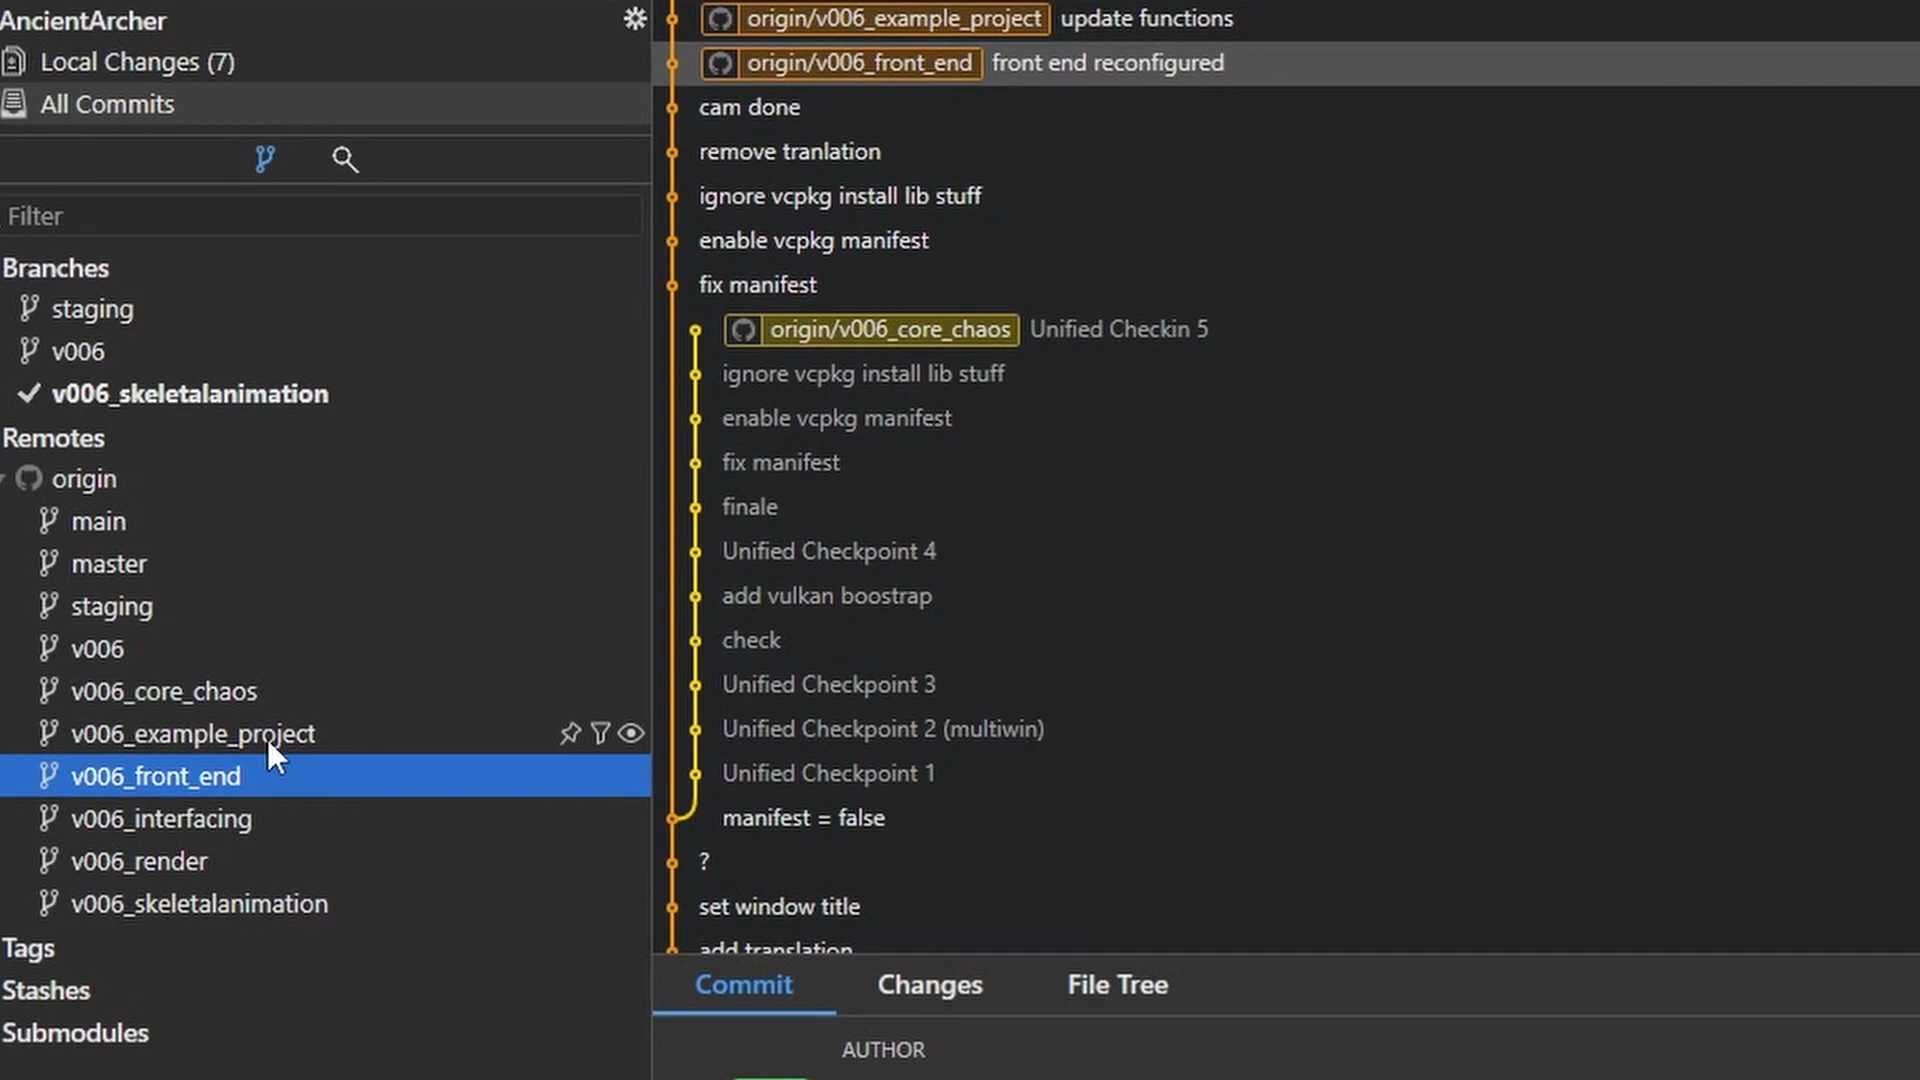 AncientArcher
Local Changes (7)
All Commits
Filter
Branches
staging
v006
v006_skeletalanimation
Remotes
origin
main
master
staging
v006
v006_core_chaos
v006_example_project
v006_front_end
v006_interfacing
v006_render
v006_skeletalanimation
Tags
Stashes
Submodules
origin/v006_example_project update functions
origin/v006_front_end front end reconfigured
cam done
remove tranlation
ignore vcpkg install lib stuff
enable vcpkg manifest
fix manifest
origin/v006_core_chaos Unified Checkin 5
ignore vcpkg install lib stuff
enable vcpkg manifest
fix manifest
finale
Unified Checkpoint 4
add vulkan boostrap
check
Unified Checkpoint 3
Unified Checkpoint 2 (multiwin)
Unified Checkpoint 1
manifest = false
?
set window title
add translation
Commit Changes File Tree
AUTHOR